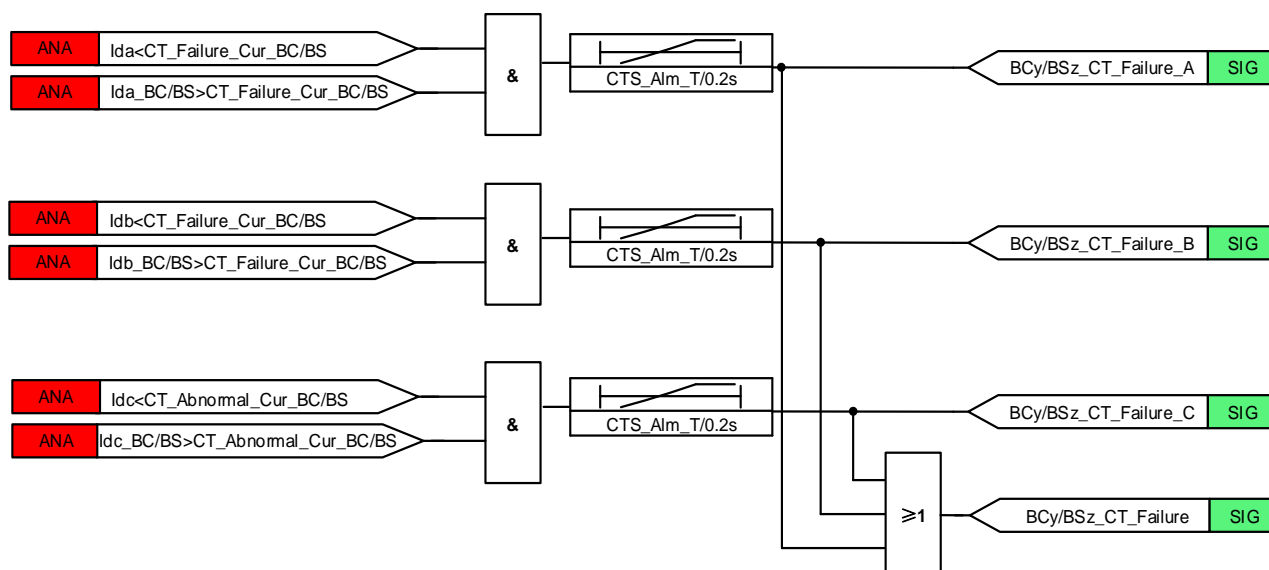 ANA Ida<CT_Failure_Cur_BC/BS
ANA Ida_BC/BS>CT_Failure_Cur_BC/BS
&
CTS_Alm_T/0.2s
BCy/BSz_CT_Failure_A SIG
ANA Idb<CT_Failure_Cur_BC/BS
ANA Idb_BC/BS>CT_Failure_Cur_BC/BS
&
CTS_Alm_T/0.2s
BCy/BSz_CT_Failure_B SIG
ANA Idc<CT_Abnormal_Cur_BC/BS
ANA Idc_BC/BS>CT_Abnormal_Cur_BC/BS
&
CTS_Alm_T/0.2s
BCy/BSz_CT_Failure_C SIG
≥1
BCy/BSz_CT_Failure SIG